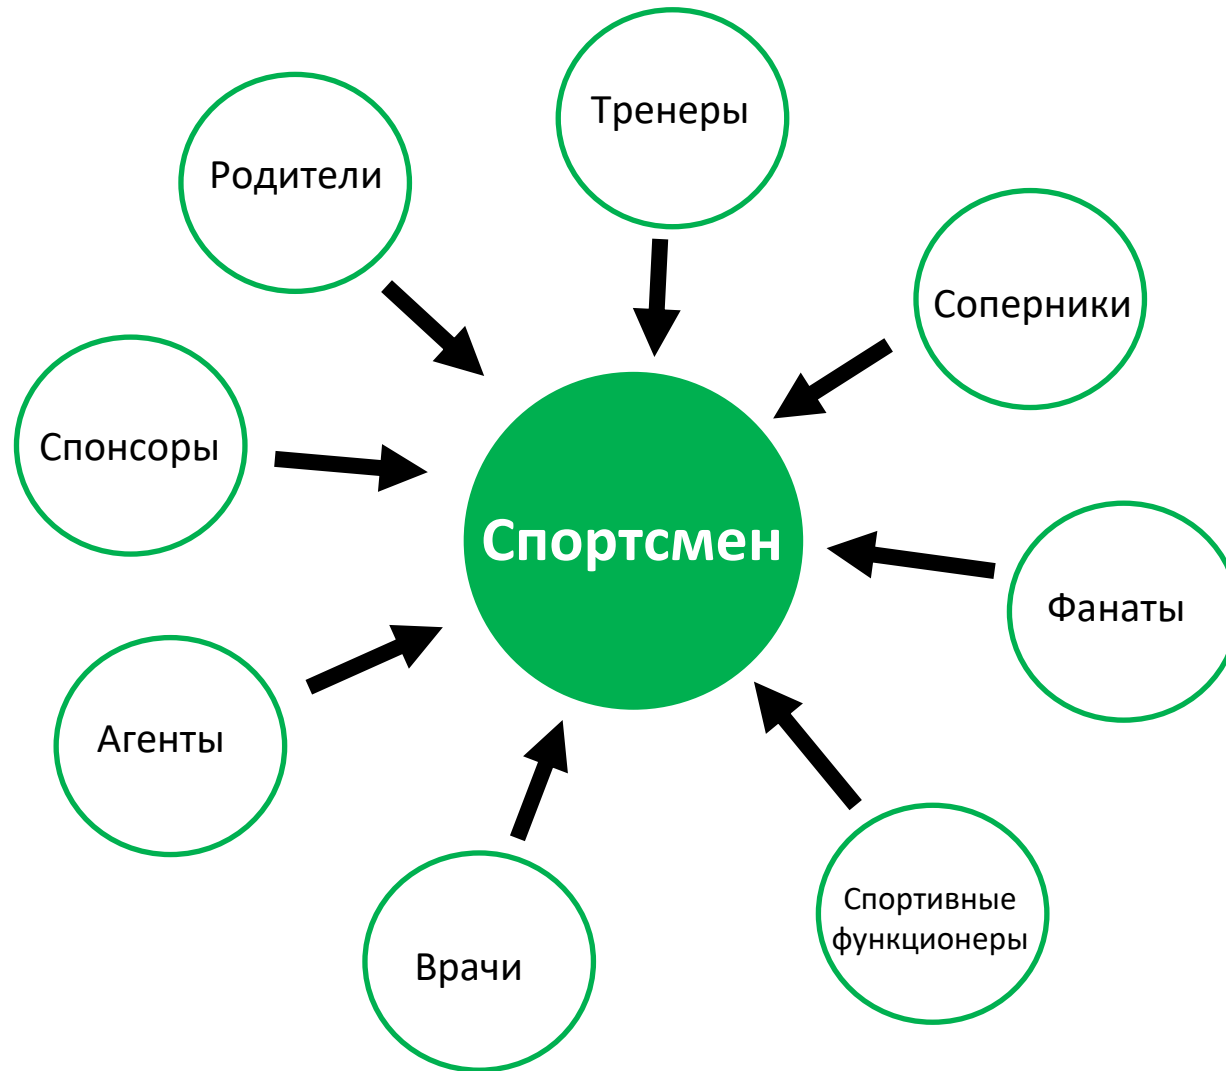 Тренеры
Родители
Соперники
Спонсоры
Спортсмен
Фанаты
Агенты
Спортивные
функционеры
Врачи